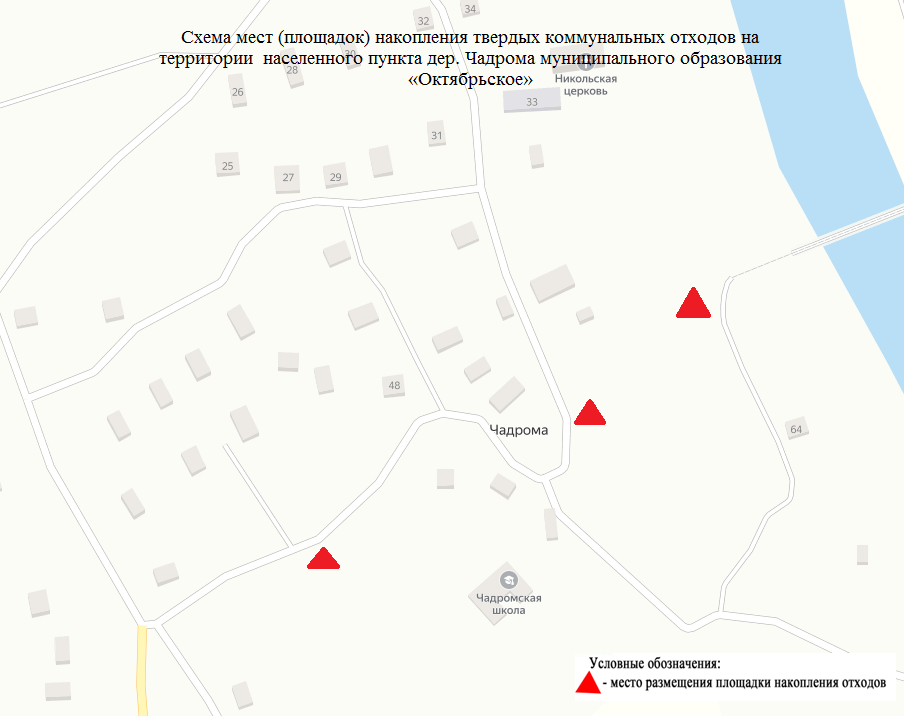 34
32
Схема мест (площадок) накопления твердых коммунальных отходов на
территории населенного пункта дер. Чадрома муниципального образования
«Октябрьское»
30
28
26
Никольская
церковь
33
31
25
27
29
48
Чадрома
64
Чадромская
школа
Условные обозначения:
- место размещения площадки накопления отходов